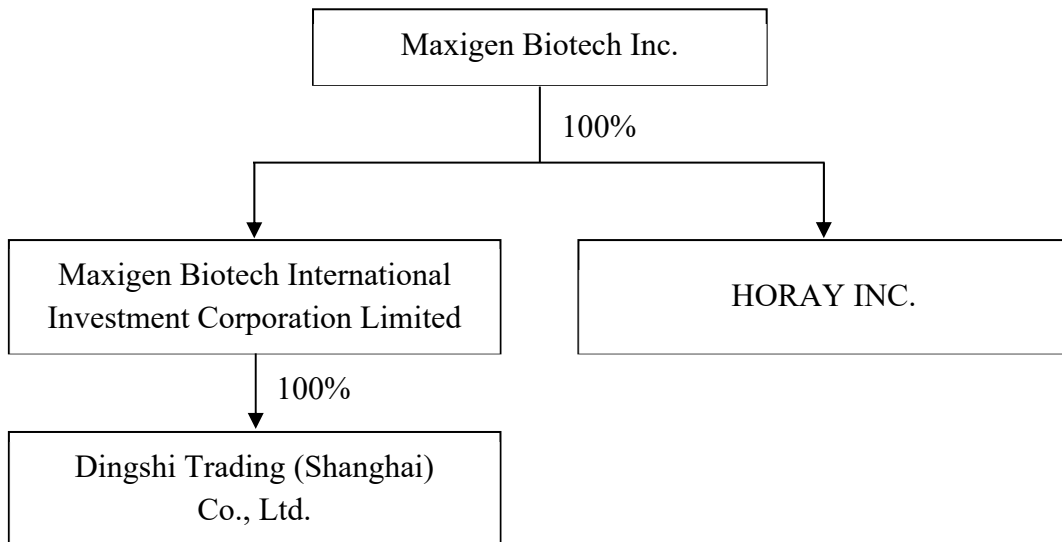 Maxigen Biotech Inc.
100%
Maxigen Biotech International
Investment Corporation Limited
HORAY INC.
100%
Dingshi Trading (Shanghai)
Co., Ltd.